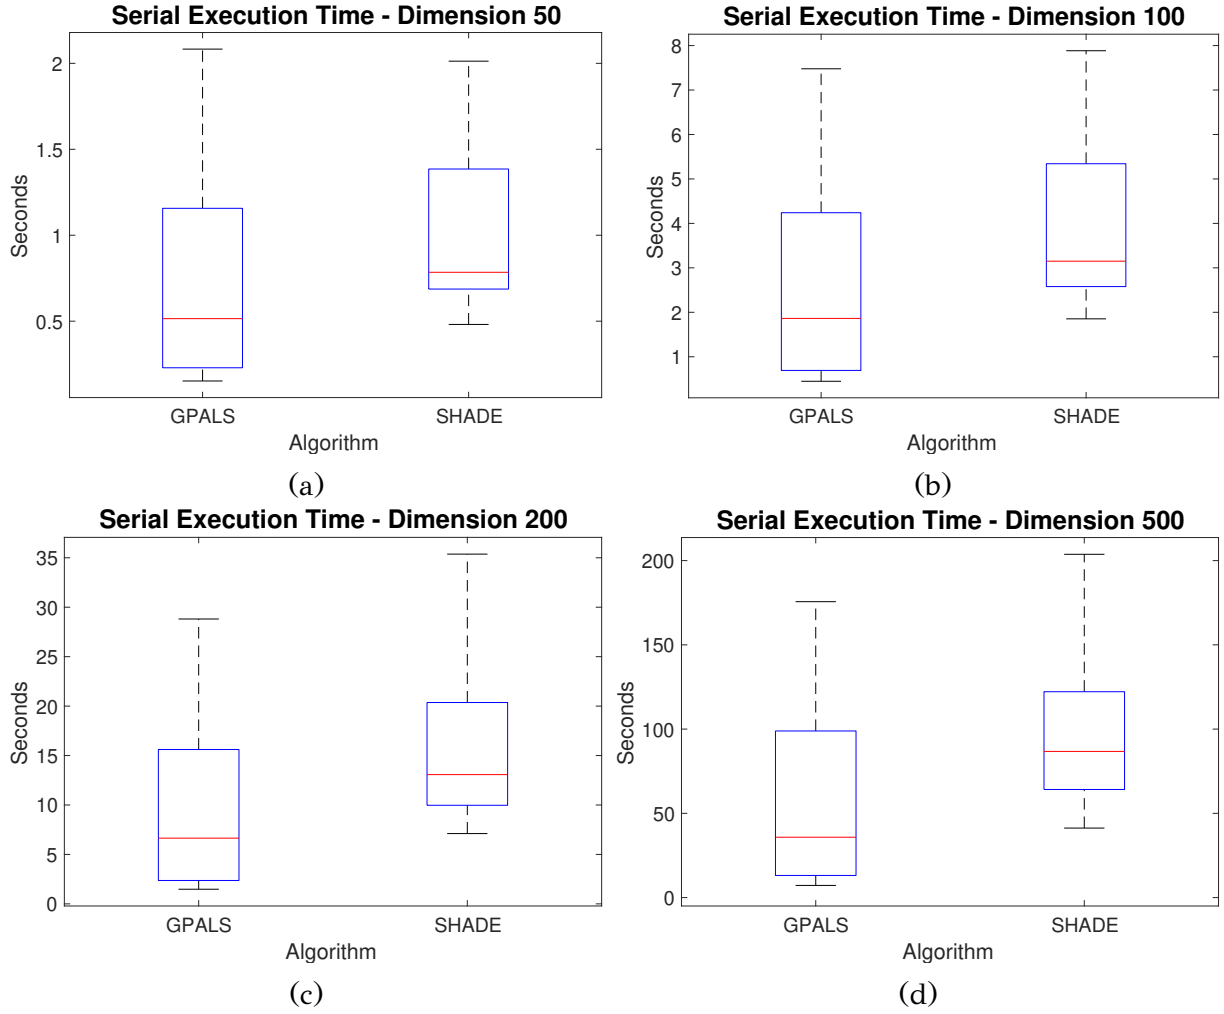 Serial Execution Time - Dimension 50
2
1.5
1
0.5
Seconds
GPALS SHADE
Algorithm
(a)
Serial Execution Time - Dimension 100
8
7
6
5
4
3
2
1
Seconds
GPALS SHADE
Algorithm
(b)
Serial Execution Time - Dimension 200
35
30
25
20
15
10
5
0
Seconds
GPALS SHADE
Algorithm
(c)
Serial Execution Time - Dimension 500
200
150
100
50
0
Seconds
GPALS SHADE
Algorithm
(d)